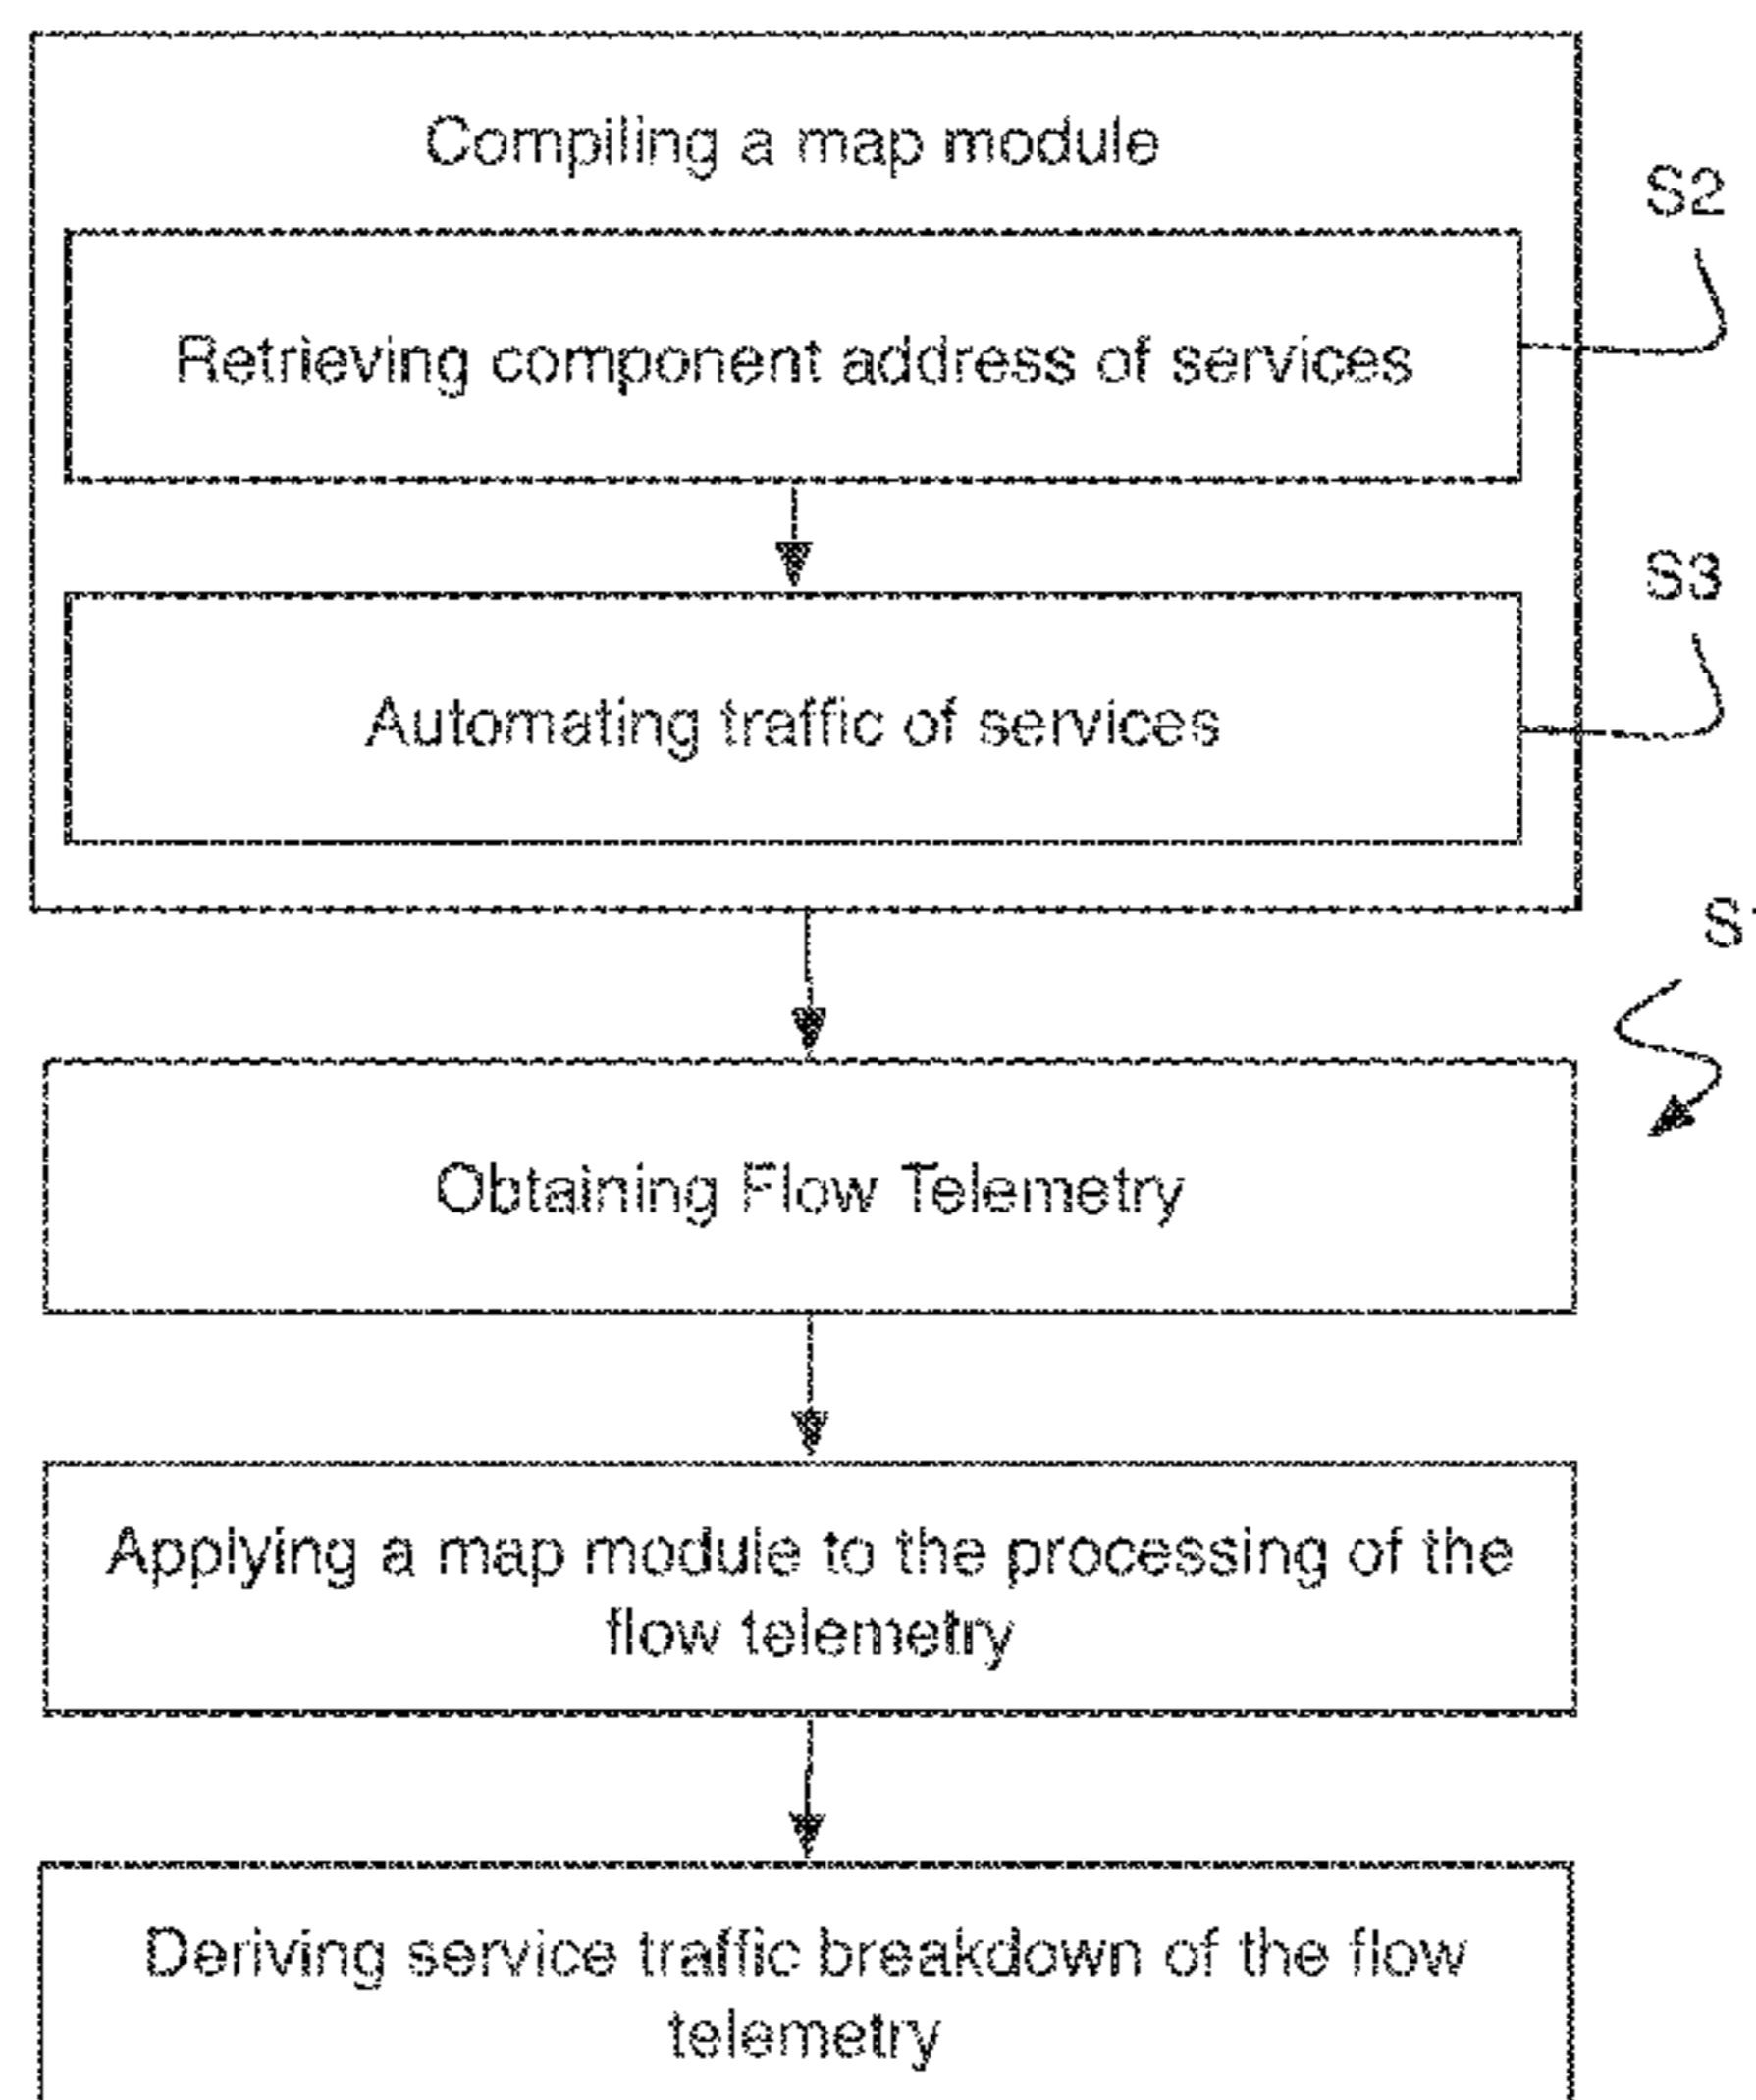 Compiling a map module
S2
Retrieving component address of services
S3
Automating traffic of services
Obtaining Flow Telemetry
Applying a map module to the processing of the
flow telemetry
Deriving service traffic breakdown of the flow
telemetry